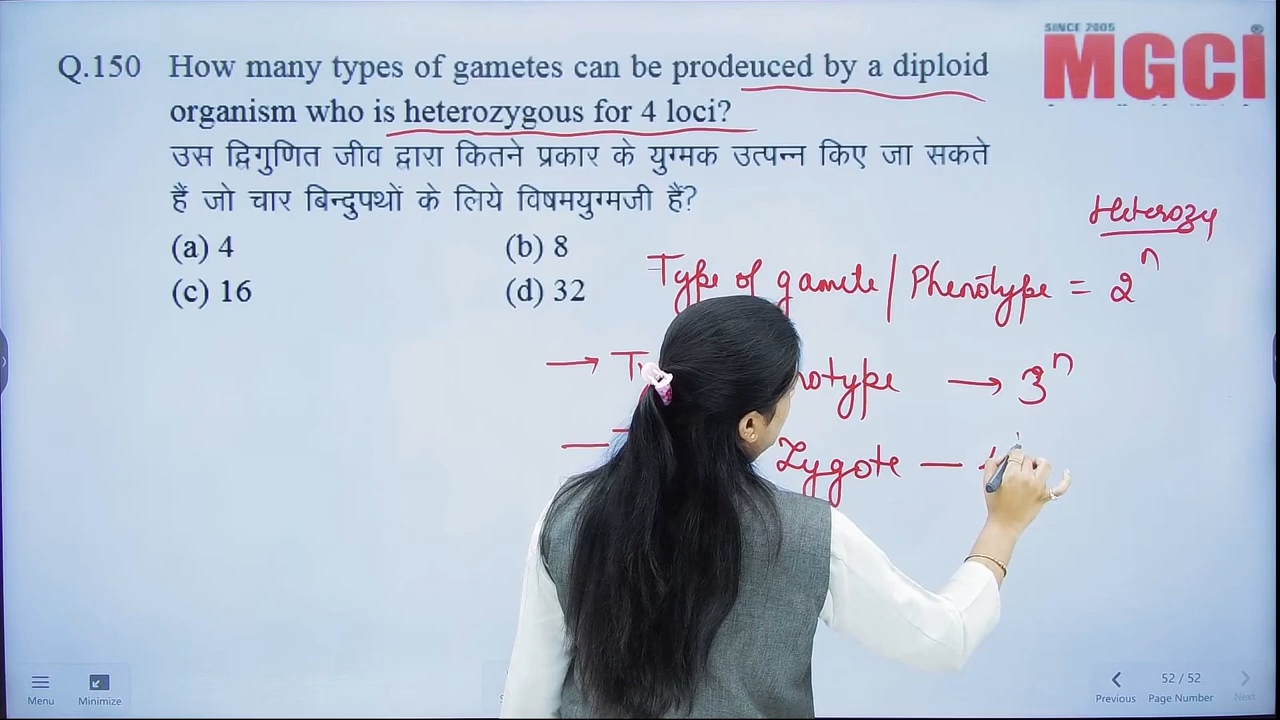 SINCE 2005
MGCI
Q.150 How many types of gametes can be prodeuced by a diploid
organism who is heterozygous for 4 loci?
उस द्विगुणित जीव द्वारा कितने प्रकार के युग्मक उत्पन्न किए जा सकते
हैं जो चार बिन्दुपथों के लिये विषमयुग्मजी हैं?
(a) 4 (b) 8
(c) 16 (d) 32
Heterozy
Type of gamete / Phenotype = 2ⁿ
→ → 3ⁿ
Zygote —
Menu
Minimize
Previous
52 / 52
Page Number
Next